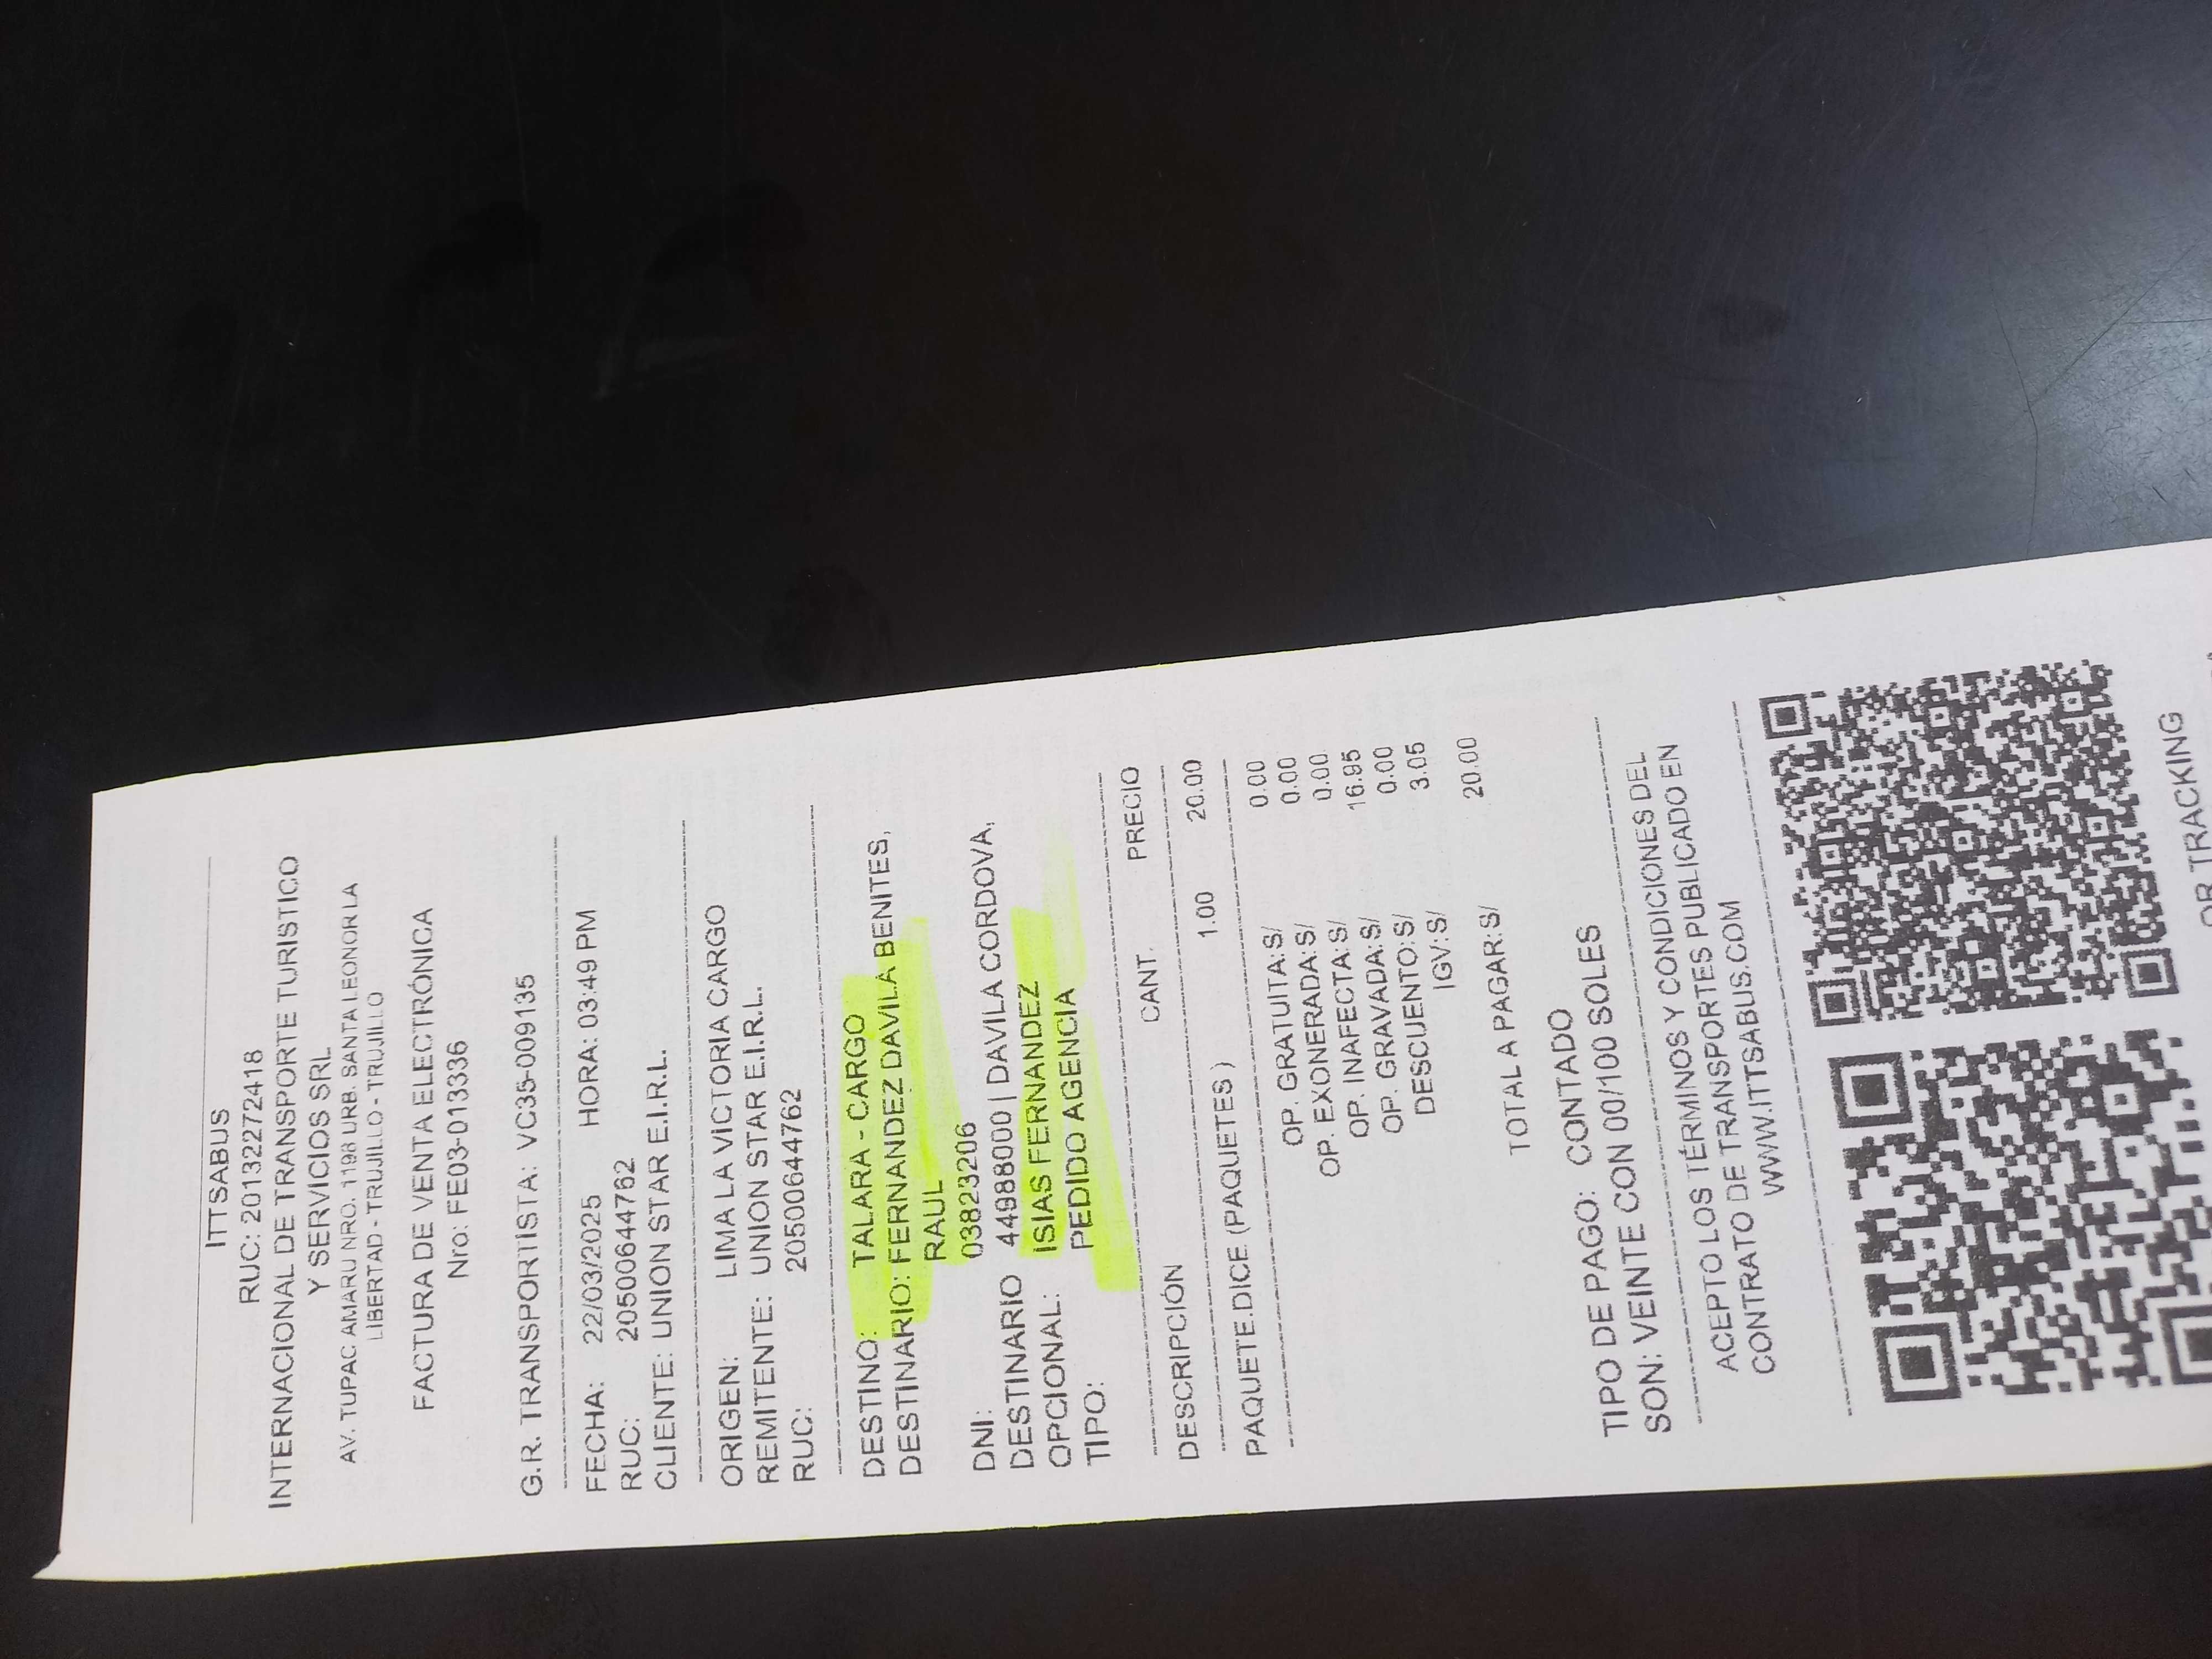 ITTSABUS
RUC: 20132272418
INTERNACIONAL DE TRANSPORTE TURISTICO
Y SERVICIOS SRL
AV. TUPAC AMARU NRO. 1198 URB. SANTA LEONOR LA
LIBERTAD - TRUJILLO - TRUJILLO
FACTURA DE VENTA ELECTRÓNICA
Nro: FE03-013336
G.R. TRANSPORTISTA: VC35-009135
FECHA: 22/03/2025 HORA: 03:49 PM
RUC: 20500644762
CLIENTE: UNION STAR E.I.R.L.
ORIGEN: LIMA LA VICTORIA CARGO
REMITENTE: UNION STAR E.I.R.L.
RUC: 20500644762
DESTINO: TALARA - CARGO
DESTINARIO: FERNANDEZ DAVILA BENITES,
RAUL
DNI: 03823206
DESTINARIO 44988000 | DAVILA CORDOVA,
OPCIONAL: ISIAS FERNANDEZ
TIPO: PEDIDO AGENCIA
DESCRIPCIÓN CANT. PRECIO
PAQUETE.DICE (PAQUETES ) 1.00 20.00
OP. GRATUITA:S/ 0.00
OP. EXONERADA:S/ 0.00
OP. INAFECTA:S/ 0.00
OP. GRAVADA:S/ 16.95
DESCUENTO:S/ 0.00
IGV:S/ 3.05
TOTAL A PAGAR:S/ 20.00
TIPO DE PAGO: CONTADO
SON: VEINTE CON 00/100 SOLES
ACEPTO LOS TÉRMINOS Y CONDICIONES DEL
CONTRATO DE TRANSPORTES PUBLICADO EN
WWW.ITTSABUS.COM
QR TRACKING